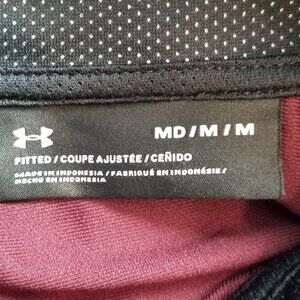 MD/M/M
FITTED/COUPE AJUSTÉE/CEÑIDO
MADE IN INDONESIA/FABRIQUÉ EN INDONÉSIE/
HECHO EN INDONESIA